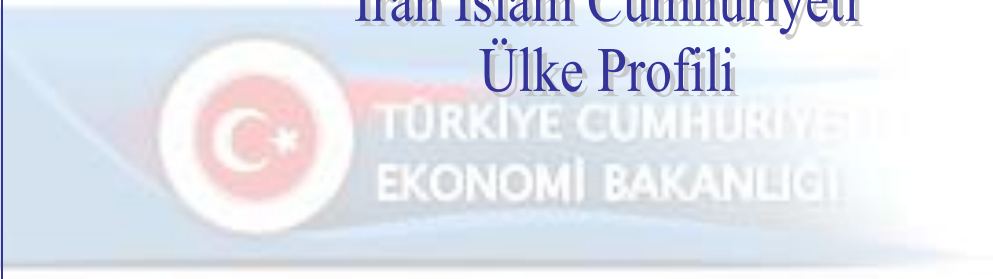 İran İslam Cumhuriyeti
Ülke Profili
TÜRKİYE CUMHURİYETİ
EKONOMİ BAKANLIĞI